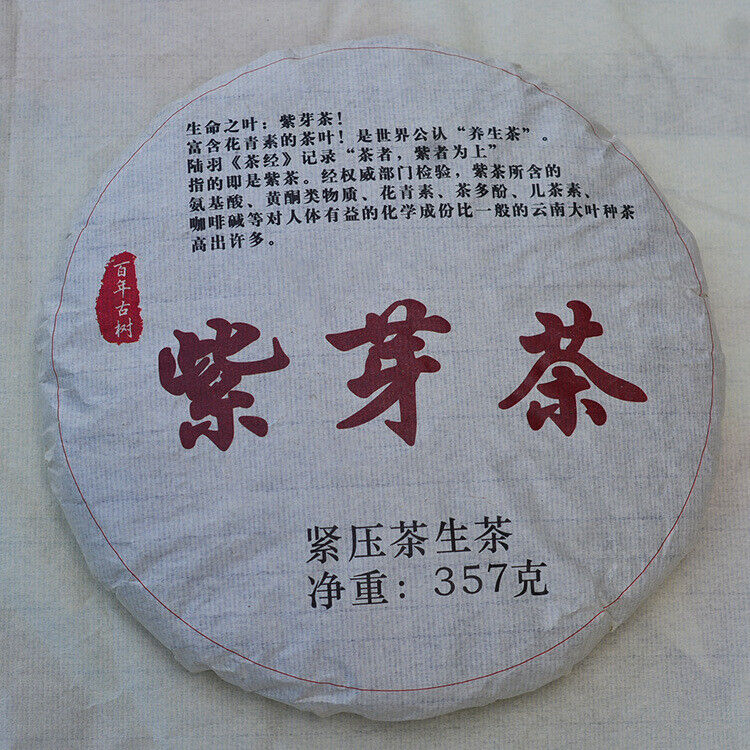 生命之叶：紫芽茶！
富含花青素的茶叶！是世界公认“养生茶”。
陆羽《茶经》记录“茶者，紫者为上”
指的即是紫茶。经权威部门检验，紫茶所含的
氨基酸、黄酮类物质、花青素、茶多酚、儿茶素、
咖啡碱等对人体有益的化学成份比一般的云南大叶种茶
高出许多。
百年古树
紫芽茶
紧压茶生茶
净重：357克